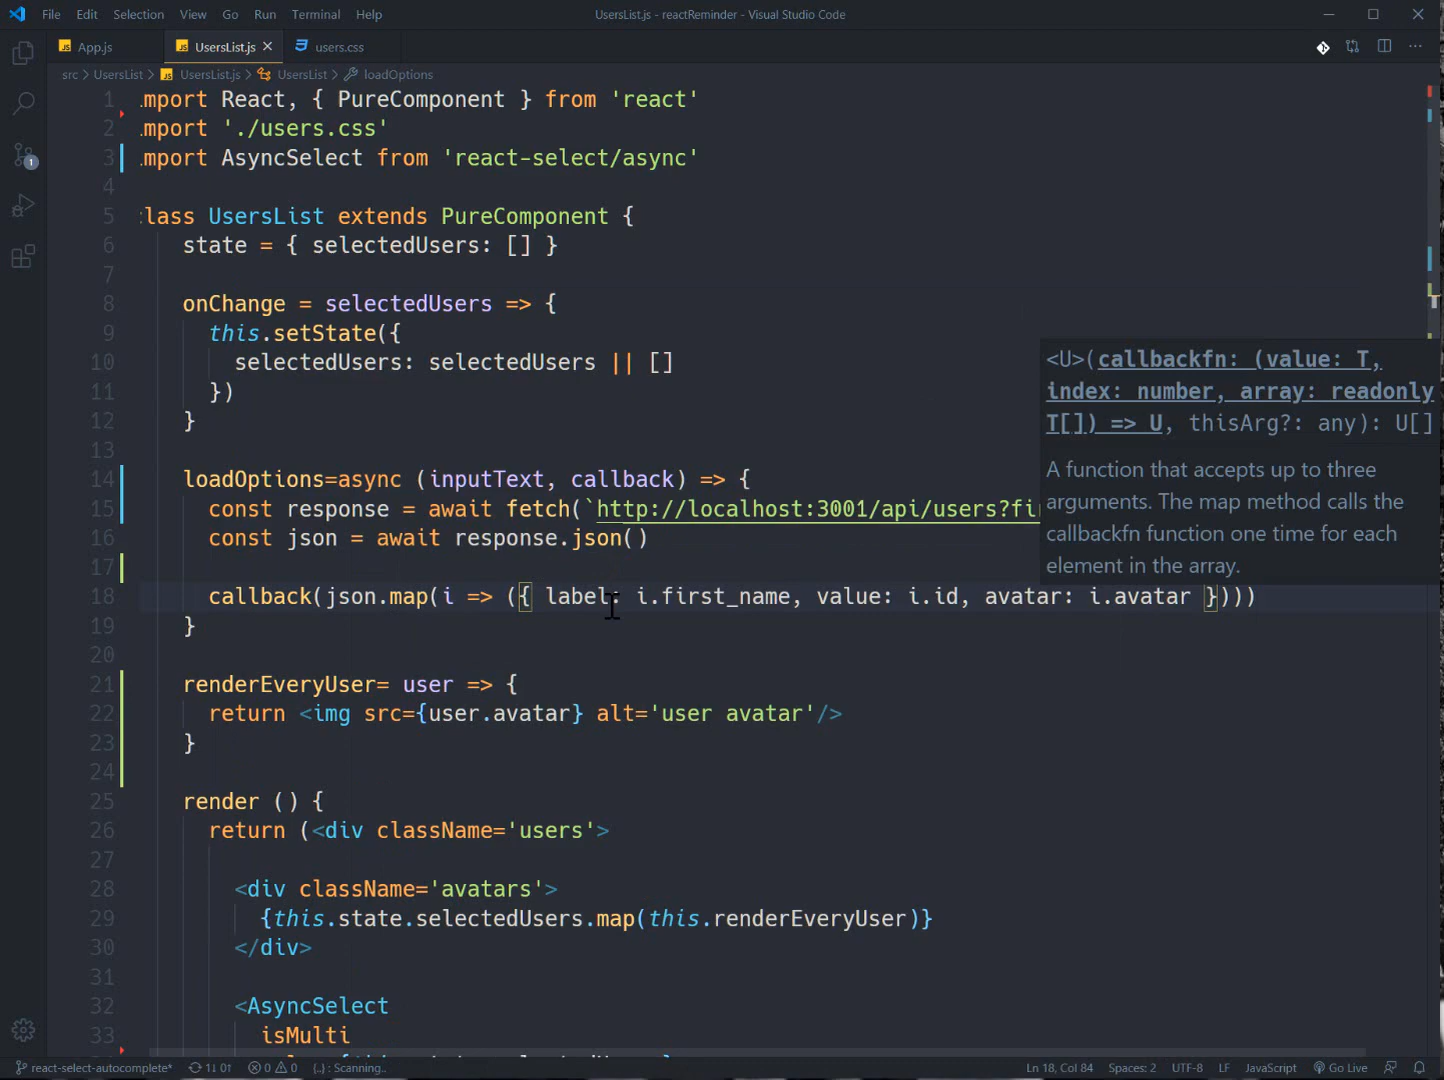 File Edit Selection View Go Run Terminal Help UsersList.js - reactReminder - Visual Studio Code
App.js UsersList.js users.css
src > UsersList > UsersList.js > UsersList > loadOptions
1 mport React, { PureComponent } from 'react'
2 mport './users.css'
3 mport AsyncSelect from 'react-select/async'
4
5 lass UsersList extends PureComponent {
6 state = { selectedUsers: [] }
7
8 onChange = selectedUsers => {
9 this.setState({
10 selectedUsers: selectedUsers || []
11 })
12 }
13
14 loadOptions=async (inputText, callback) => {
15 const response = await fetch(`http://localhost:3001/api/users?fi
16 const json = await response.json()
17
18 callback(json.map(i => ({ label: i.first_name, value: i.id, avatar: i.avatar })))
19 }
20
21 renderEveryUser= user => {
22 return <img src={user.avatar} alt='user avatar'/>
23 }
24
25 render () {
26 return (<div className='users'>
27
28 <div className='avatars'>
29 {this.state.selectedUsers.map(this.renderEveryUser)}
30 </div>
31
32 <AsyncSelect
33 isMulti
<U>(callbackfn: (value: T,
index: number, array: readonly
T[]) => U, thisArg?: any): U[]
A function that accepts up to three
arguments. The map method calls the
callbackfn function one time for each
element in the array.
1
react-select-autocomplete* 1↓ 0↑ 0 0 {..}: Scanning.. Ln 18, Col 84 Spaces: 2 UTF-8 LF JavaScript Go Live